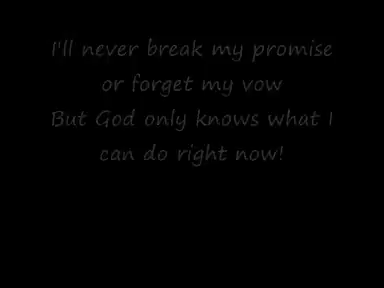 I'll never break my promise
or forget my vow
But God only knows what I
can do right now!